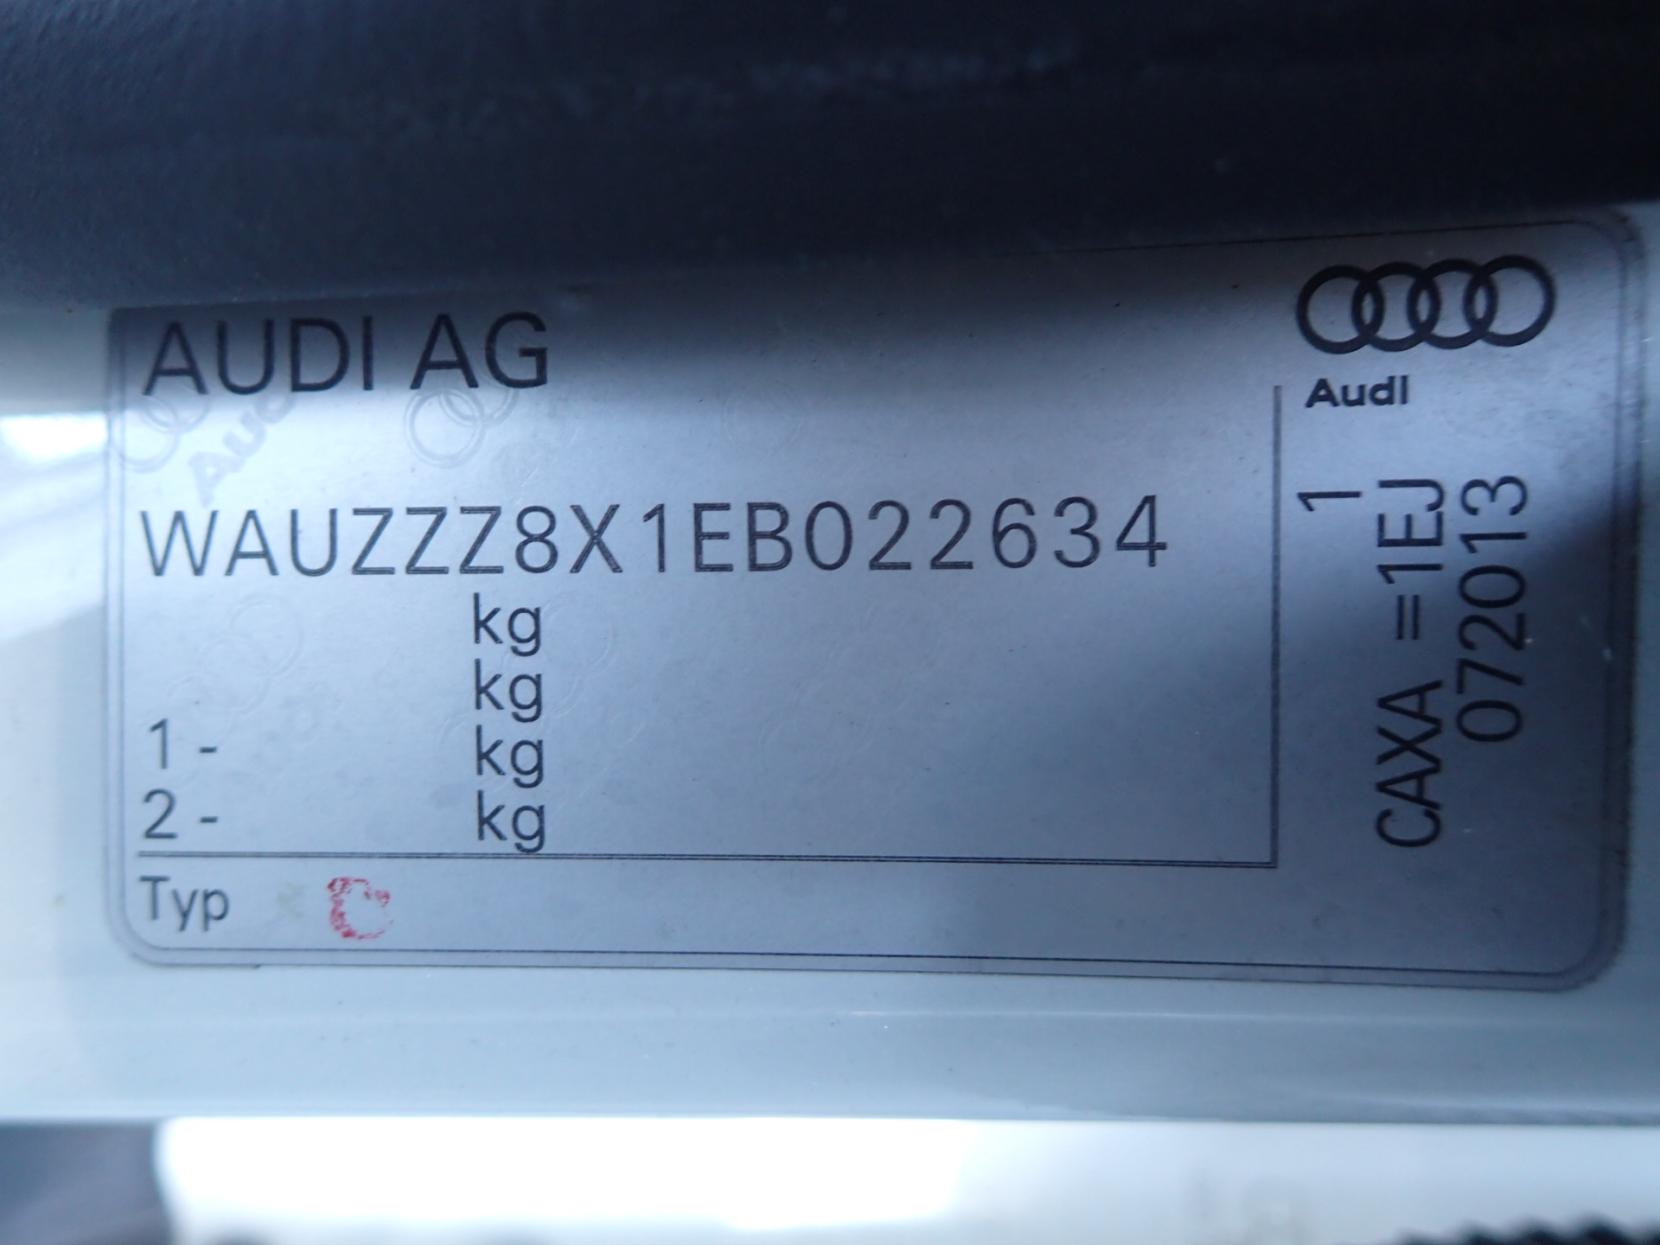 AUDI AG
WAUZZZ8X1EB022634
kg
kg
1 - kg
2 - kg
Typ C
Audi
1
CAXA =1EJ
072013